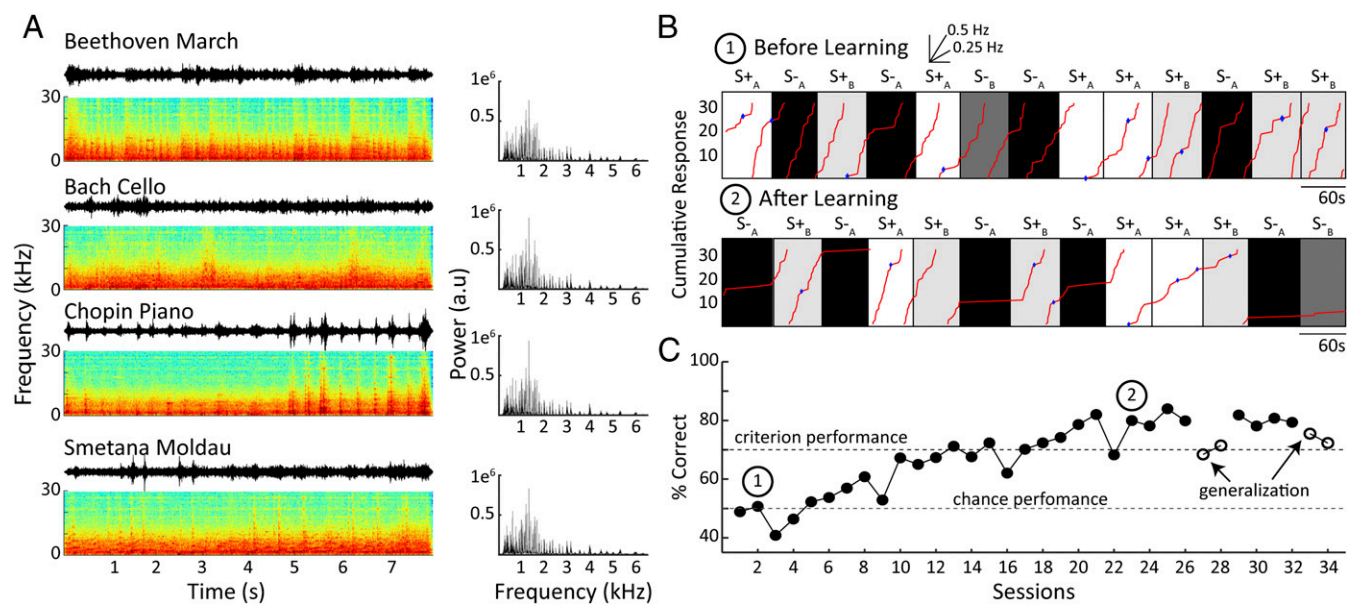 A
Beethoven March
30
0
Bach Cello
30
0
Chopin Piano
30
0
Smetana Moldau
30
0
Frequency (kHz)
1 2 3 4 5 6 7
Time (s)
1e6
0.5
1 2 3 4 5 6
1e6
0.5
1 2 3 4 5 6
1e6
0.5
1 2 3 4 5 6
1e6
0.5
1 2 3 4 5 6
Power (a.u)
Frequency (kHz)
B
1 Before Learning
0.5 Hz
0.25 Hz
S+A S-A S+B S-A S+A S-B S-A S+A S+A S+B S-A S+B S+B
30
20
10
60s
2 After Learning
S-A S+B S-A S+A S+B S-A S+B S-A S+A S+A S+B S-A S-B
30
20
10
60s
Cumulative Response
C
100
80
60
40
% Correct
criterion performance
chance perfomance
1
2
generalization
2 4 6 8 10 12 14 16 18 20 22 24 26 28 30 32 34
Sessions